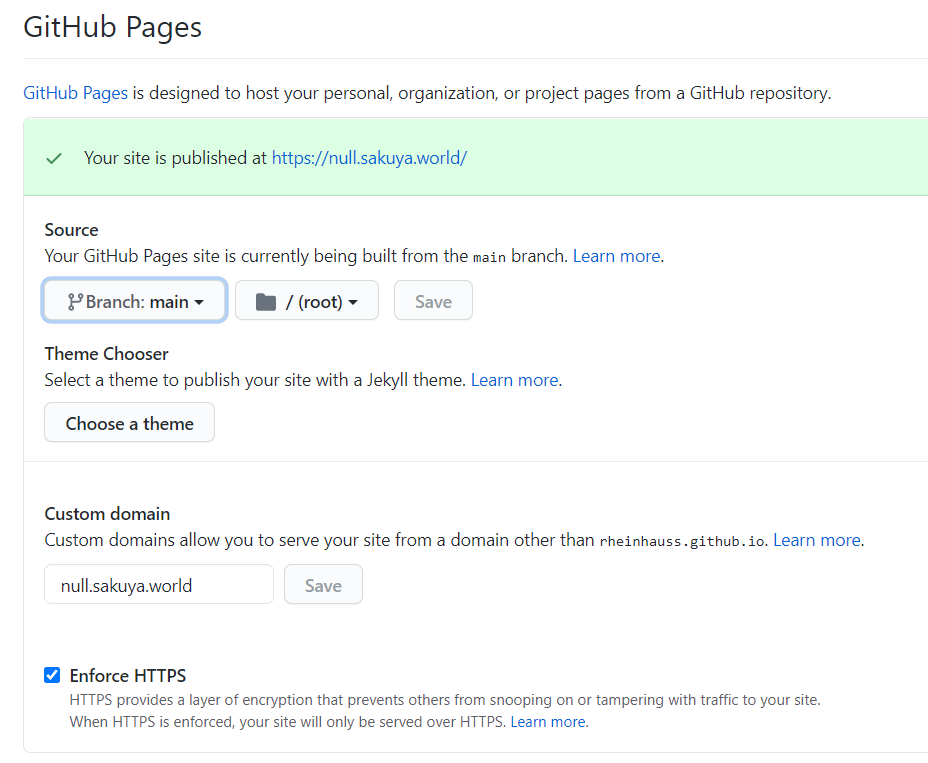 GitHub Pages
GitHub Pages is designed to host your personal, organization, or project pages from a GitHub repository.
Your site is published at https://null.sakuya.world/
Source
Your GitHub Pages site is currently being built from the main branch. Learn more.
Branch: main / (root) Save
Theme Chooser
Select a theme to publish your site with a Jekyll theme. Learn more.
Choose a theme
Custom domain
Custom domains allow you to serve your site from a domain other than rheinhauss.github.io. Learn more.
null.sakuya.world Save
Enforce HTTPS
HTTPS provides a layer of encryption that prevents others from snooping on or tampering with traffic to your site.
When HTTPS is enforced, your site will only be served over HTTPS. Learn more.